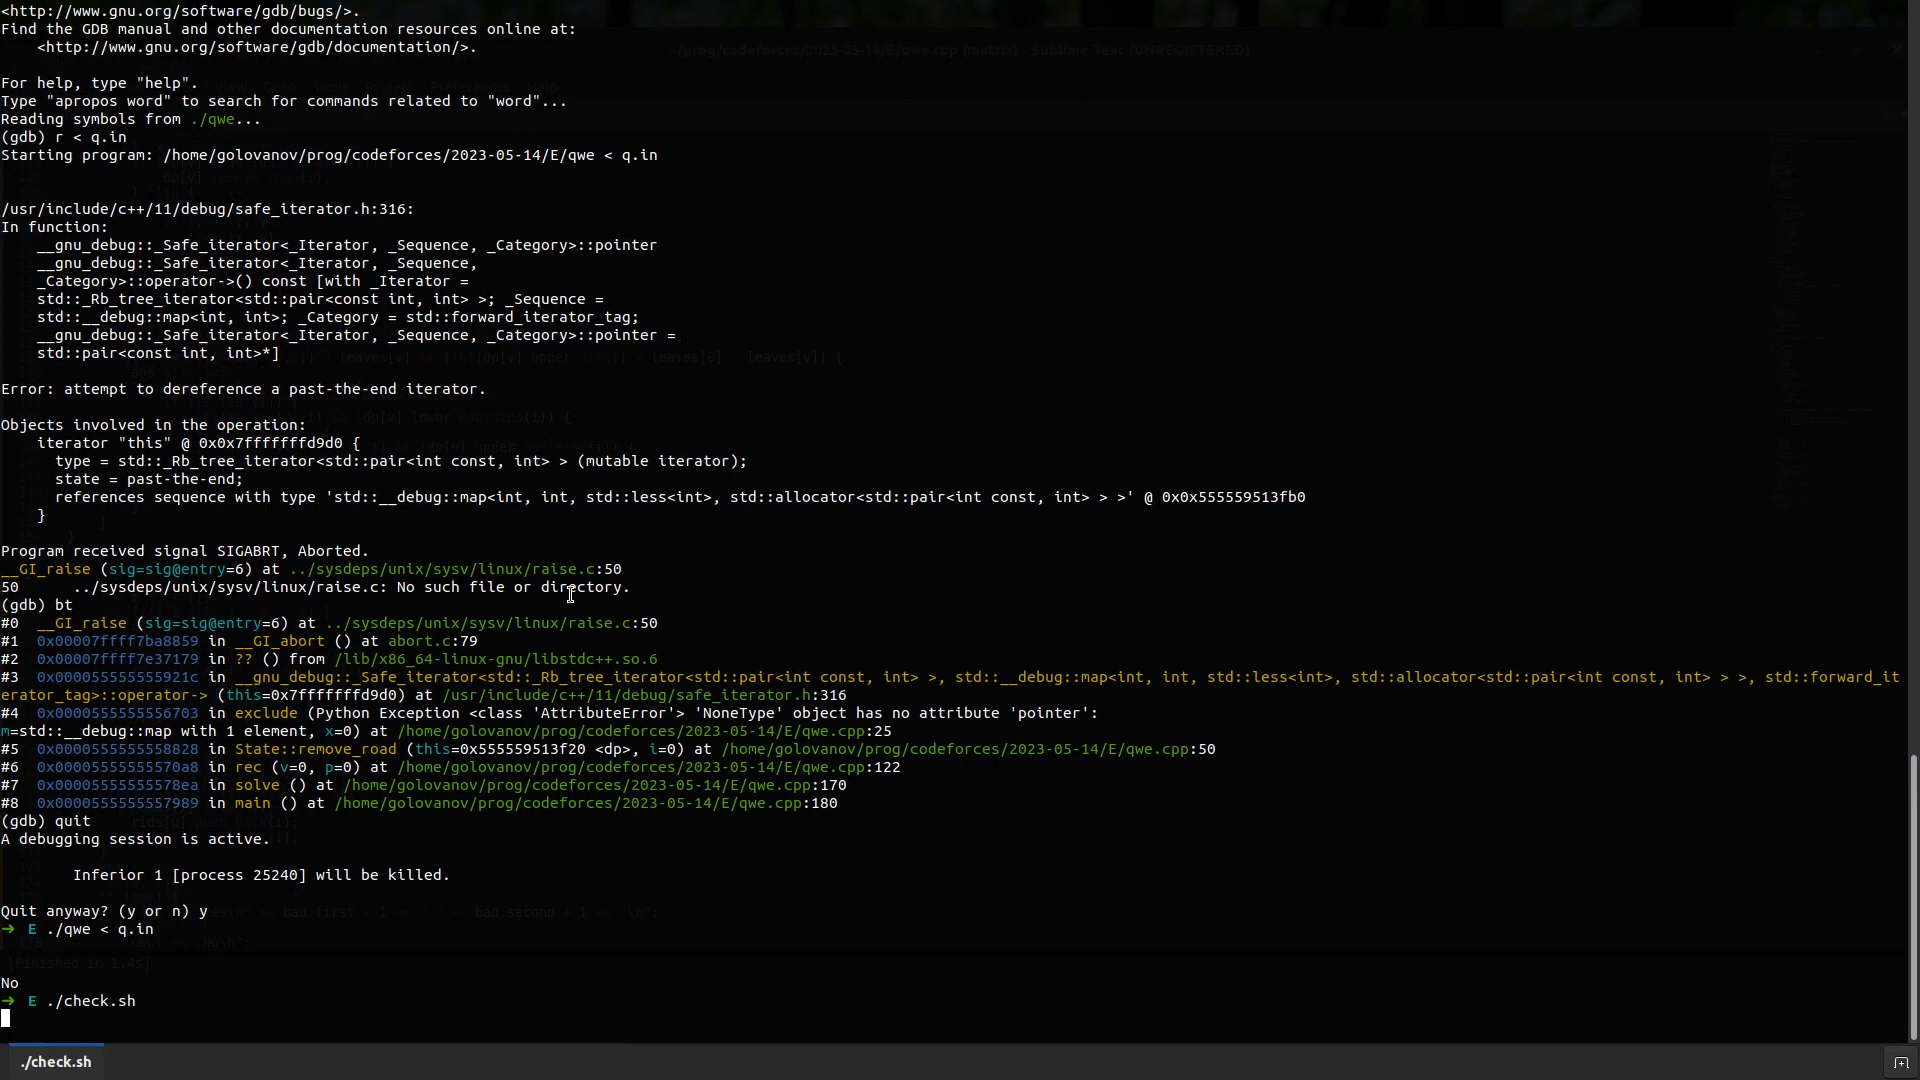 <http://www.gnu.org/software/gdb/bugs/>.
Find the GDB manual and other documentation resources online at:
    <http://www.gnu.org/software/gdb/documentation/>.
~/prog/codeforces/2023-05-14/E/qwe.cpp (matrix) - Sublime Text (UNREGISTERED)
For help, type "help".
Type "apropos word" to search for commands related to "word"...
Reading symbols from ./qwe...
(gdb) r < q.in
Starting program: /home/golovanov/prog/codeforces/2023-05-14/E/qwe < q.in
/usr/include/c++/11/debug/safe_iterator.h:316:
In function:
    __gnu_debug::_Safe_iterator<_Iterator, _Sequence, _Category>::pointer
    __gnu_debug::_Safe_iterator<_Iterator, _Sequence,
    _Category>::operator->() const [with _Iterator =
    std::_Rb_tree_iterator<std::pair<const int, int> >; _Sequence =
    std::__debug::map<int, int>; _Category = std::forward_iterator_tag;
    __gnu_debug::_Safe_iterator<_Iterator, _Sequence, _Category>::pointer =
    std::pair<const int, int>*]
Error: attempt to dereference a past-the-end iterator.
Objects involved in the operation:
    iterator "this" @ 0x0x7fffffffd9d0 {
      type = std::_Rb_tree_iterator<std::pair<int const, int> > (mutable iterator);
      state = past-the-end;
      references sequence with type 'std::__debug::map<int, int, std::less<int>, std::allocator<std::pair<int const, int> > >' @ 0x0x555559513fb0
    }
Program received signal SIGABRT, Aborted.
__GI_raise (sig=sig@entry=6) at ../sysdeps/unix/sysv/linux/raise.c:50
50      ../sysdeps/unix/sysv/linux/raise.c: No such file or directory.
(gdb) bt
#0  __GI_raise (sig=sig@entry=6) at ../sysdeps/unix/sysv/linux/raise.c:50
#1  0x00007ffff7ba8859 in __GI_abort () at abort.c:79
#2  0x00007ffff7e37179 in ?? () from /lib/x86_64-linux-gnu/libstdc++.so.6
#3  0x000055555555921c in __gnu_debug::_Safe_iterator<std::_Rb_tree_iterator<std::pair<int const, int> >, std::__debug::map<int, int, std::less<int>, std::allocator<std::pair<int const, int> > >, std::forward_it
erator_tag>::operator-> (this=0x7fffffffd9d0) at /usr/include/c++/11/debug/safe_iterator.h:316
#4  0x0000555555556703 in exclude (Python Exception <class 'AttributeError'> 'NoneType' object has no attribute 'pointer':
m=std::__debug::map with 1 element, x=0) at /home/golovanov/prog/codeforces/2023-05-14/E/qwe.cpp:25
#5  0x0000555555558828 in State::remove_road (this=0x555559513f20 <dp>, i=0) at /home/golovanov/prog/codeforces/2023-05-14/E/qwe.cpp:50
#6  0x00005555555570a8 in rec (v=0, p=0) at /home/golovanov/prog/codeforces/2023-05-14/E/qwe.cpp:122
#7  0x00005555555578ea in solve () at /home/golovanov/prog/codeforces/2023-05-14/E/qwe.cpp:170
#8  0x0000555555557989 in main () at /home/golovanov/prog/codeforces/2023-05-14/E/qwe.cpp:180
(gdb) quit
A debugging session is active.
        Inferior 1 [process 25240] will be killed.
Quit anyway? (y or n) y
➜  E ./qwe < q.in
[Finished in 1.4s]
No
➜  E ./check.sh
./check.sh